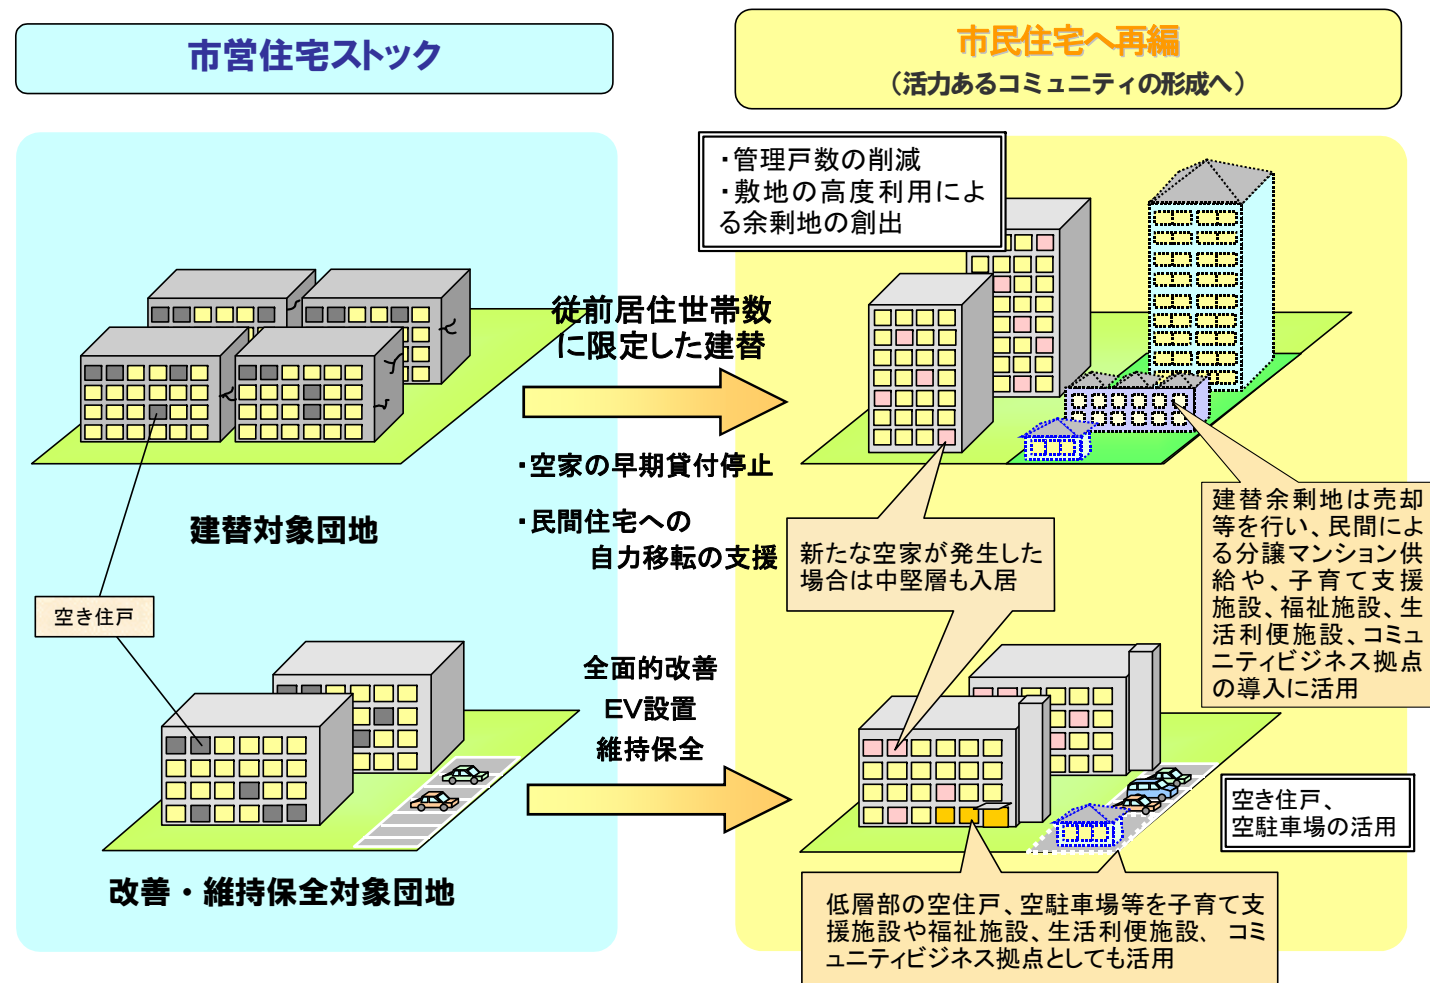 市営住宅ストック
市民住宅へ再編
（活力あるコミュニティの形成へ）
・管理戸数の削減
・敷地の高度利用によ
る余剰地の創出
従前居住世帯数
に限定した建替
・空家の早期貸付停止
・民間住宅への
自力移転の支援
建替対象団地
空き住戸
新たな空家が発生した
場合は中堅層も入居
建替余剰地は売却
等を行い、民間によ
る分譲マンション供
給や、子育て支援
施設、福祉施設、生
活利便施設、コミュ
ニティビジネス拠点
の導入に活用
全面的改善
EV設置
維持保全
改善・維持保全対象団地
空き住戸、
空駐車場の活用
低層部の空住戸、空駐車場等を子育て支
援施設や福祉施設、生活利便施設、コミ
ュニティビジネス拠点としても活用